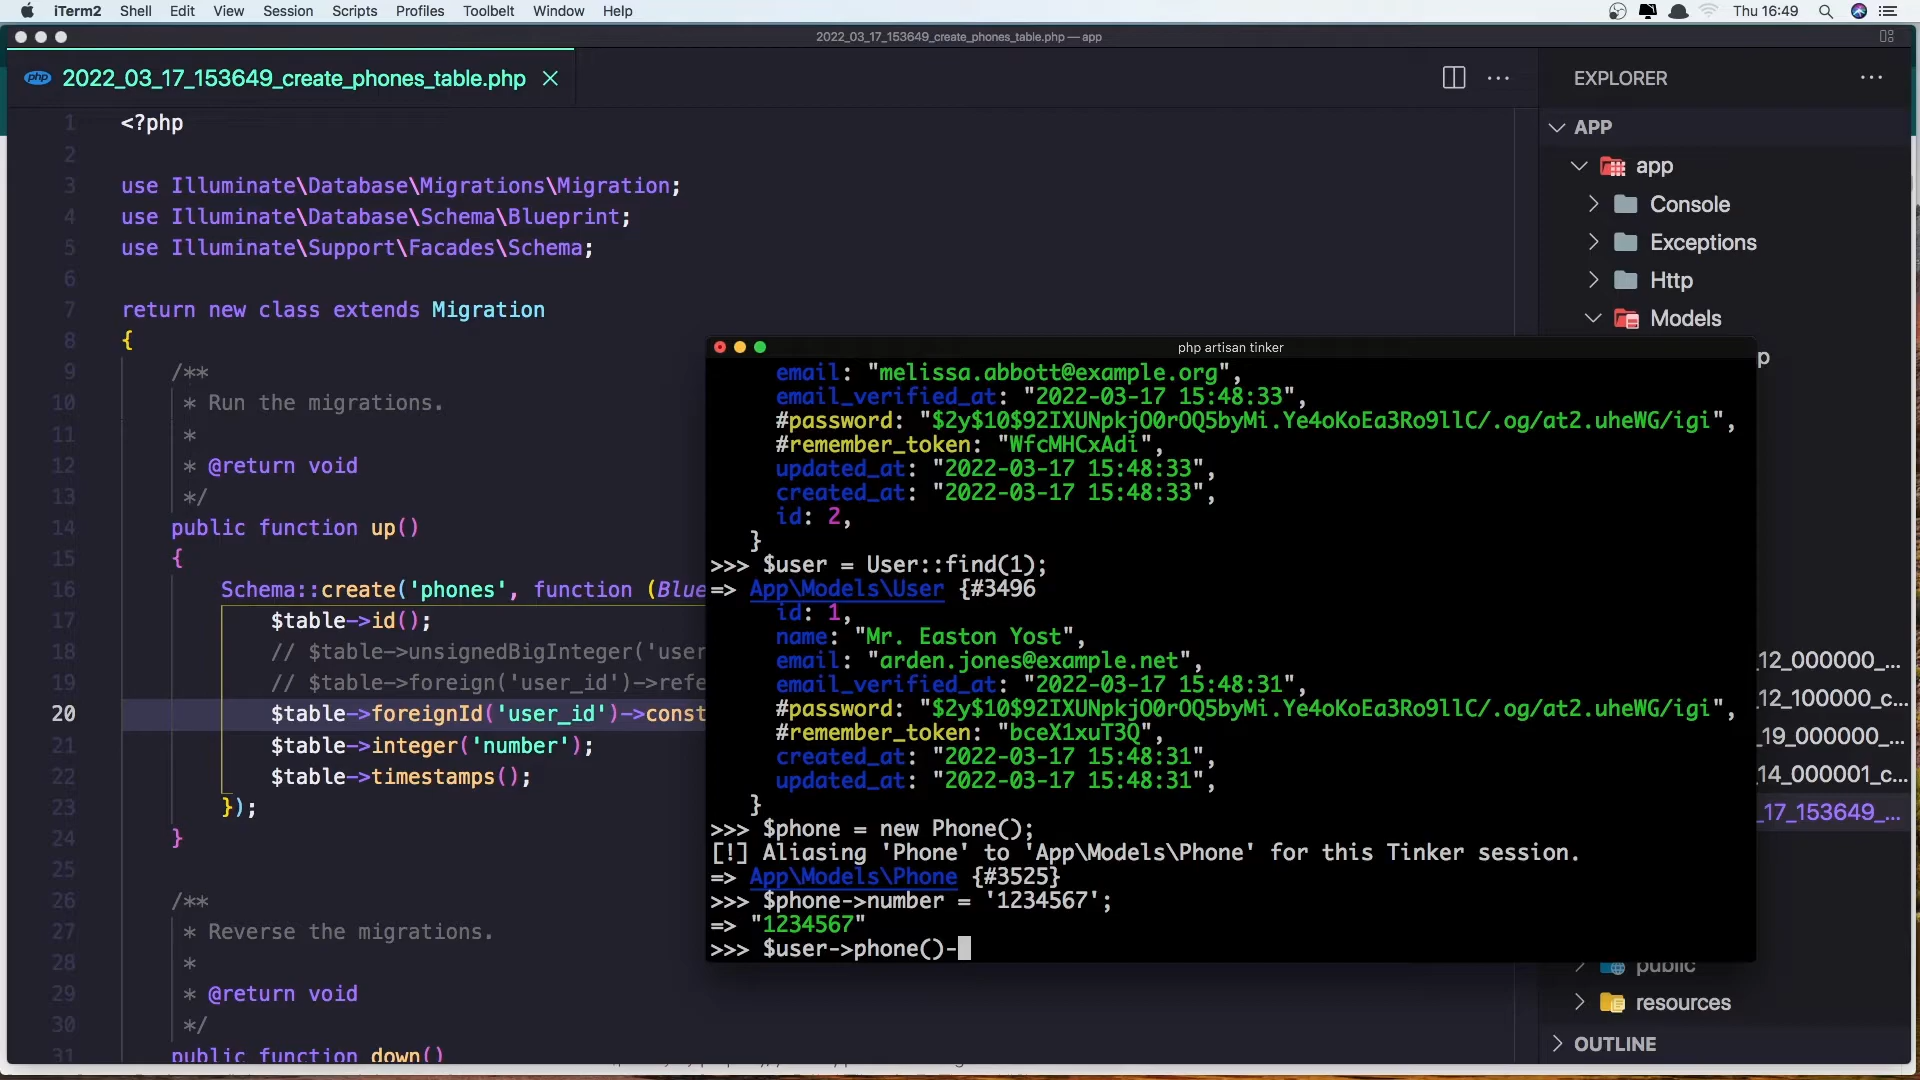 iTerm2 Shell Edit View Session Scripts Profiles Toolbelt Window Help Thu 16:49
2022_03_17_153649_create_phones_table.php — app
php 2022_03_17_153649_create_phones_table.php
1 <?php
2
3 use Illuminate\Database\Migrations\Migration;
4 use Illuminate\Database\Schema\Blueprint;
5 use Illuminate\Support\Facades\Schema;
6
7 return new class extends Migration
8 {
9 /**
10 * Run the migrations.
11 *
12 * @return void
13 */
14 public function up()
15 {
16 Schema::create('phones', function (Blue
17 $table->id();
18 // $table->unsignedBigInteger('user
19 // $table->foreign('user_id')->refe
20 $table->foreignId('user_id')->const
21 $table->integer('number');
22 $table->timestamps();
23 });
24 }
25
26 /**
27 * Reverse the migrations.
28 *
29 * @return void
30 */
31 public function down()
php artisan tinker
email: "melissa.abbott@example.org",
email_verified_at: "2022-03-17 15:48:33",
#password: "$2y$10$92IXUNpkjO0rOQ5byMi.Ye4oKoEa3Ro9llC/.og/at2.uheWG/igi",
#remember_token: "WfcMHCxAdi",
updated_at: "2022-03-17 15:48:33",
created_at: "2022-03-17 15:48:33",
id: 2,
}
>>> $user = User::find(1);
=> App\Models\User {#3496
id: 1,
name: "Mr. Easton Yost",
email: "arden.jones@example.net",
email_verified_at: "2022-03-17 15:48:31",
#password: "$2y$10$92IXUNpkjO0rOQ5byMi.Ye4oKoEa3Ro9llC/.og/at2.uheWG/igi",
#remember_token: "bceX1xuT3Q",
created_at: "2022-03-17 15:48:31",
updated_at: "2022-03-17 15:48:31",
}
>>> $phone = new Phone();
[!] Aliasing 'Phone' to 'App\Models\Phone' for this Tinker session.
=> App\Models\Phone {#3525}
>>> $phone->number = '1234567';
=> "1234567"
>>> $user->phone()-
EXPLORER
APP
app
Console
Exceptions
Http
Models
p
12_000000_...
12_100000_c...
_19_000000_...
14_000001_c...
_17_153649_...
public
resources
OUTLINE